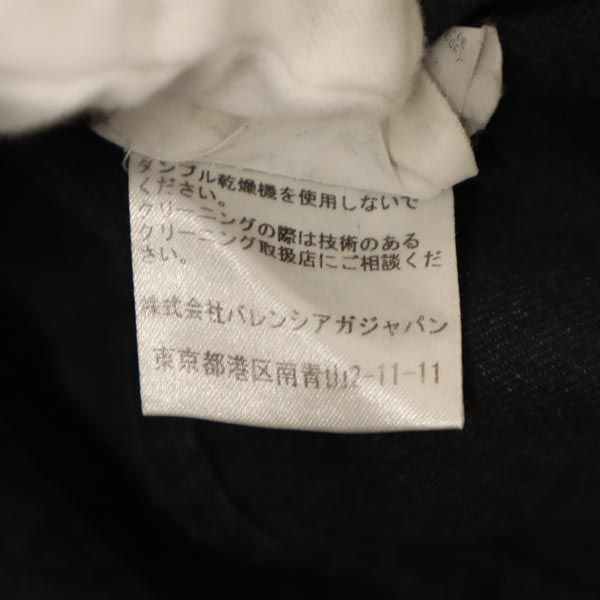 タンブル乾燥機を使用しないで
ください。
クリーニングの際は技術のある
クリーニング取扱店にご相談くだ
さい。
株式会社バレンシアガジャパン
東京都港区南青山2-11-11